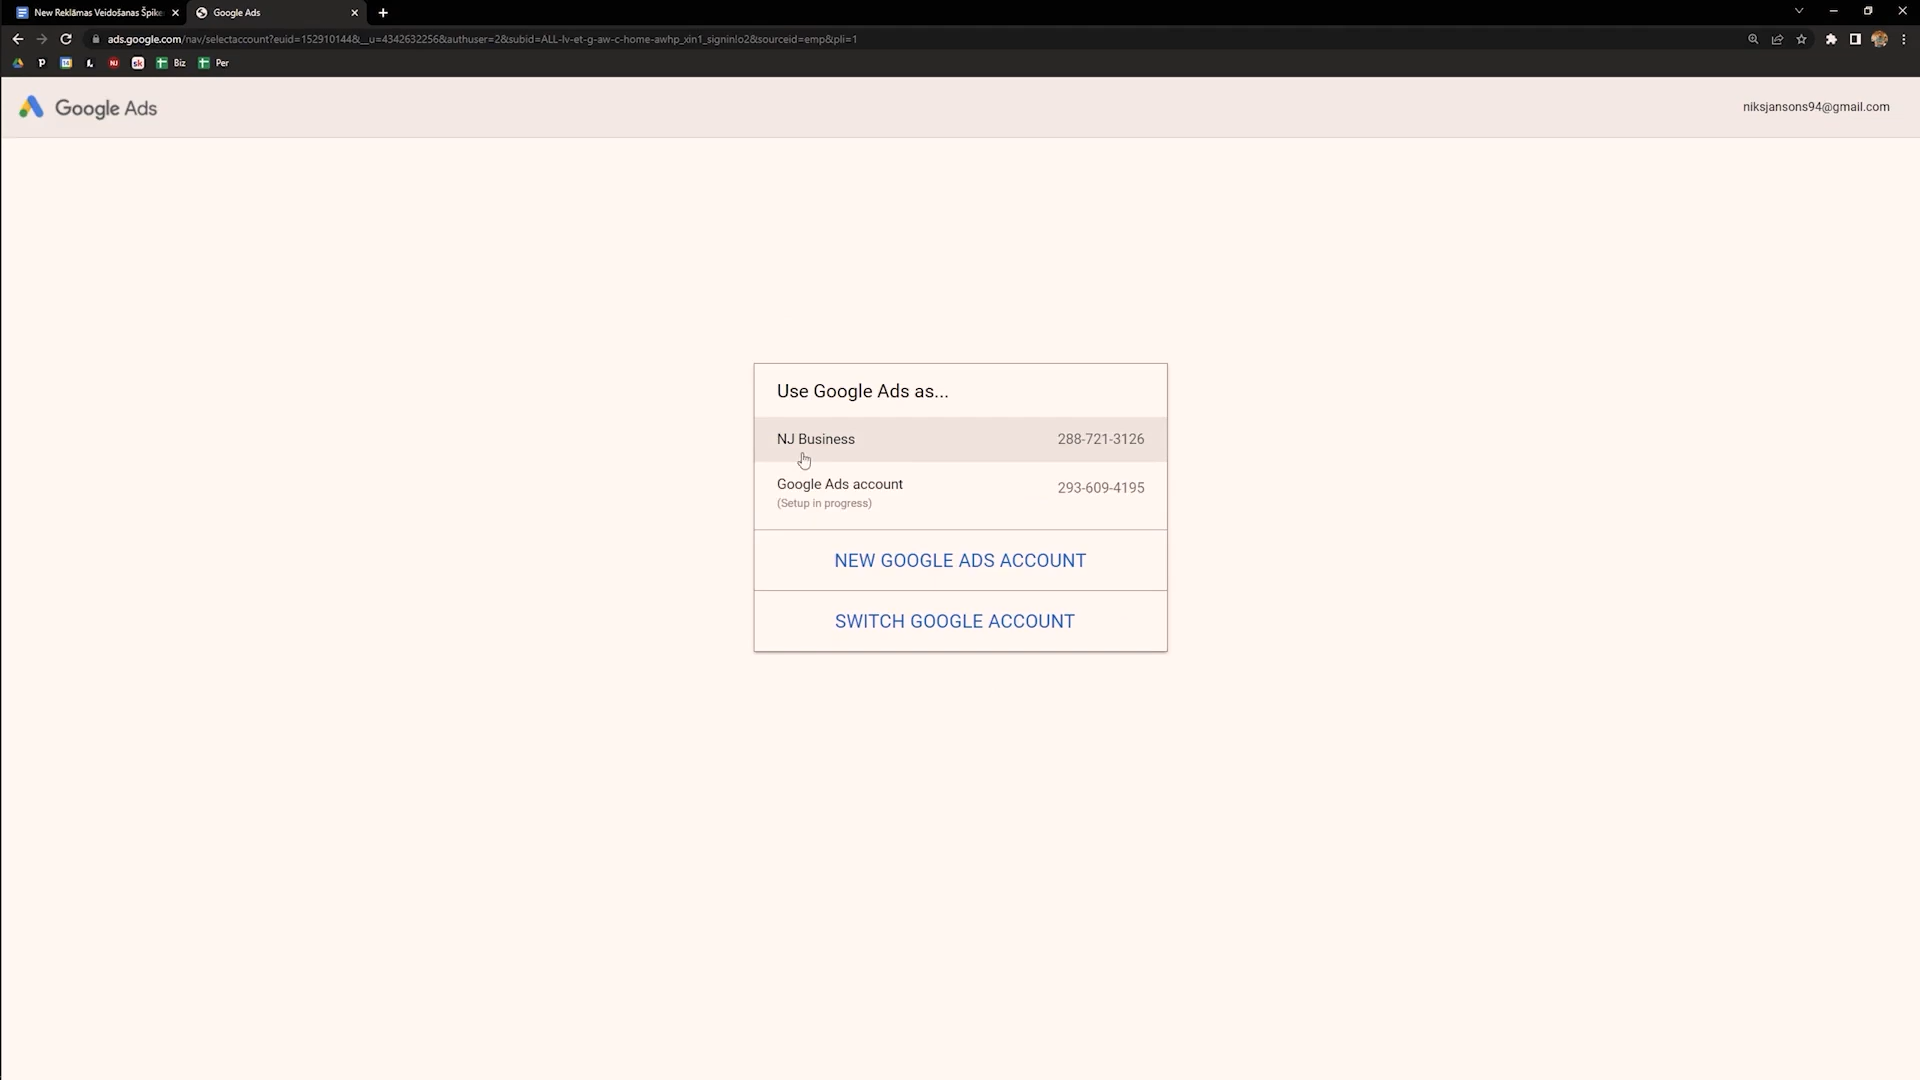 New Reklāmas Veidošanas Špike
Google Ads
ads.google.com/nav/selectaccount?euid=152910144&__u=4342632256&authuser=2&subid=ALL-lv-et-g-aw-c-home-awhp_xin1_signin!o2&sourceid=emp&pli=1
NJ
sk
Biz
Per
Google Ads
niksjansons94@gmail.com
Use Google Ads as...
NJ Business
288-721-3126
Google Ads account
293-609-4195
(Setup in progress)
NEW GOOGLE ADS ACCOUNT
SWITCH GOOGLE ACCOUNT